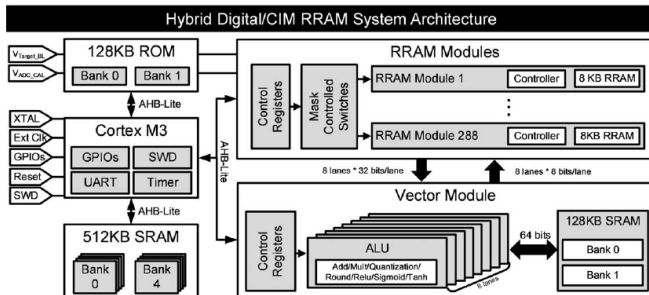 Hybrid Digital/CIM RRAM System Architecture
VTarget_BL
VADC_CAL
128KB ROM
Bank 0
Bank 1
AHB-Lite
XTAL
Ext Clk
GPIOs
Reset
SWD
Cortex M3
GPIOs
SWD
UART
Timer
AHB-Lite
512KB SRAM
Bank 0
Bank 4
AHB-Lite
RRAM Modules
Control Registers
Mask Controlled Switches
RRAM Module 1
Controller
8 KB RRAM
RRAM Module 288
Controller
8KB RRAM
8 lanes * 32 bits/lane
8 lanes * 8 bits/lane
Vector Module
Control Registers
ALU
Add/Mult/Quantization/
Round/Relu/Sigmoid/Tanh
8 lanes
64 bits
128KB SRAM
Bank 0
Bank 1